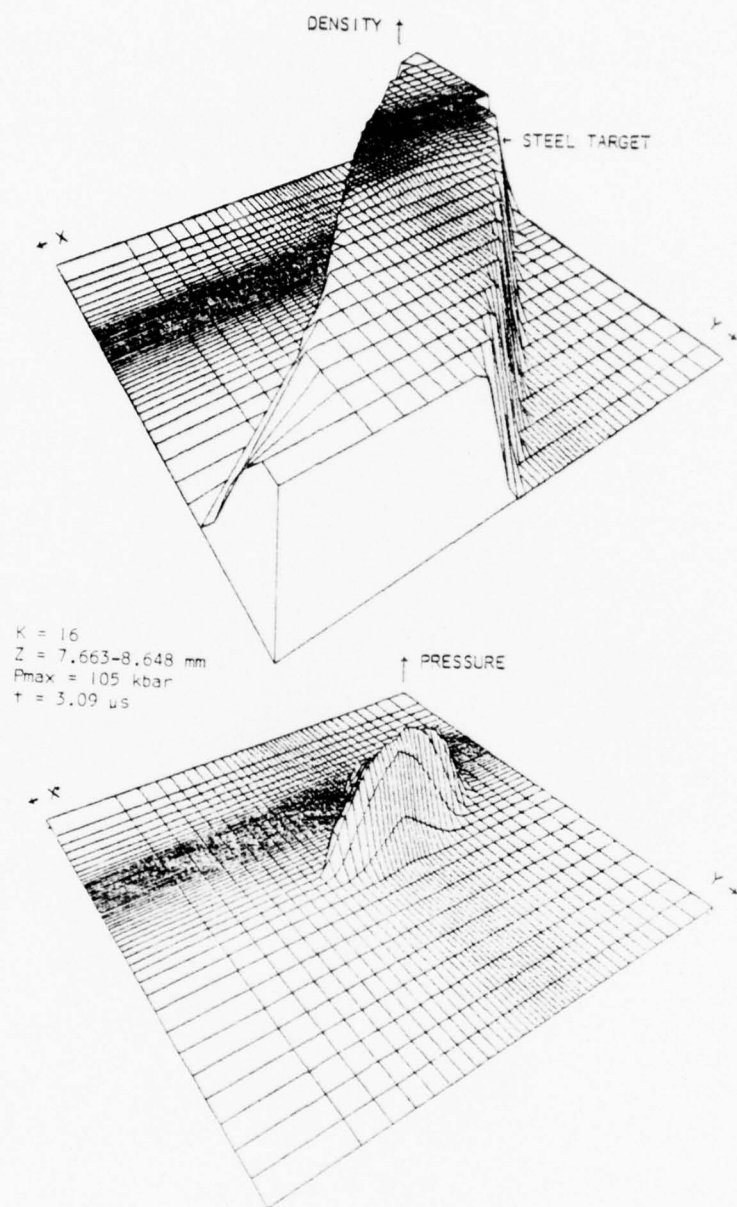 DENSITY ↑
← STEEL TARGET
← X
Y →
K = 16
Z = 7.663-8.648 mm
Pmax = 105 kbar
t = 3.09 µs
↑ PRESSURE
← X
Y →